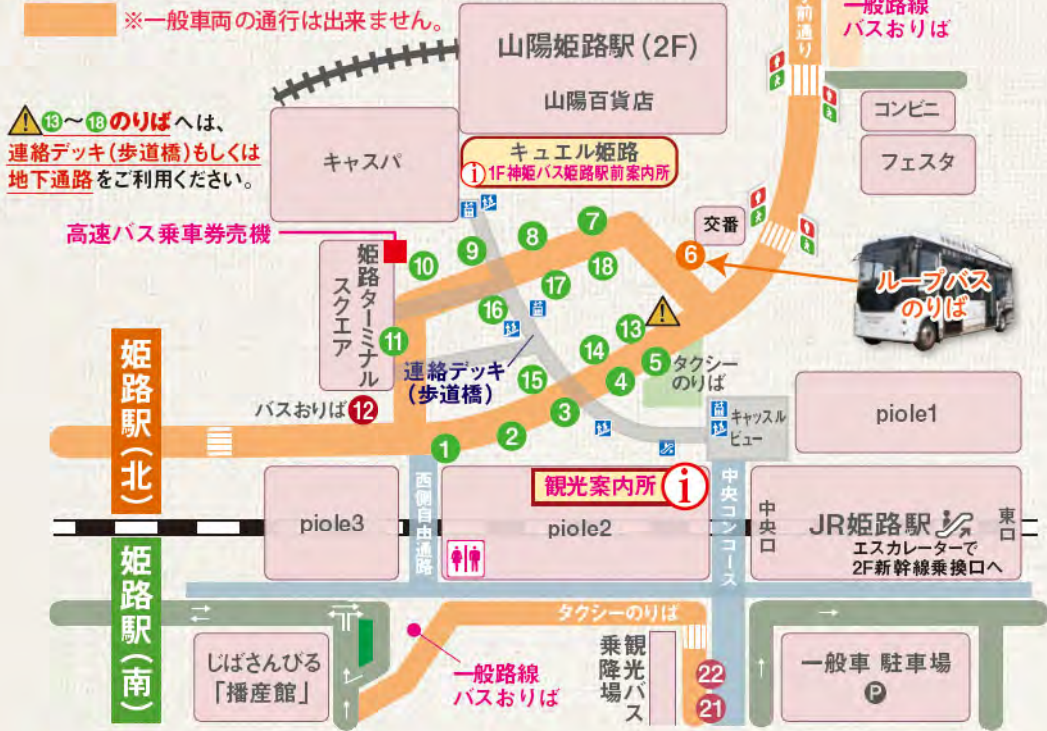 ※一般車両の通行は出来ません。
前通り
一般路線
バスおりば
山陽姫路駅(2F)
山陽百貨店
コンビニ
フェスタ
⚠⑬～⑱のりばへは、
連絡デッキ(歩道橋)もしくは
地下通路をご利用ください。
キャスパ
キュエル姫路
i 1F神姫バス姫路駅前案内所
交番
高速バス乗車券売機
姫路ターミナル
スクエア
10
9
8
7
6
ループバス
のりば
18
17
16
11
13
14
15
5
4
3
2
1
タクシー
のりば
連絡デッキ
(歩道橋)
バスおりば 12
キャッスル
ビュー
piole1
姫路駅(北)
観光案内所 i
西側自由通路
中央コンコース
piole3
piole2
中央口
JR姫路駅
東口
エスカレーターで
2F新幹線乗換口へ
姫路駅(南)
タクシーのりば
じばさんびる
「播産館」
一般路線
バスおりば
観光バス
乗降場
22
21
一般車 駐車場
P